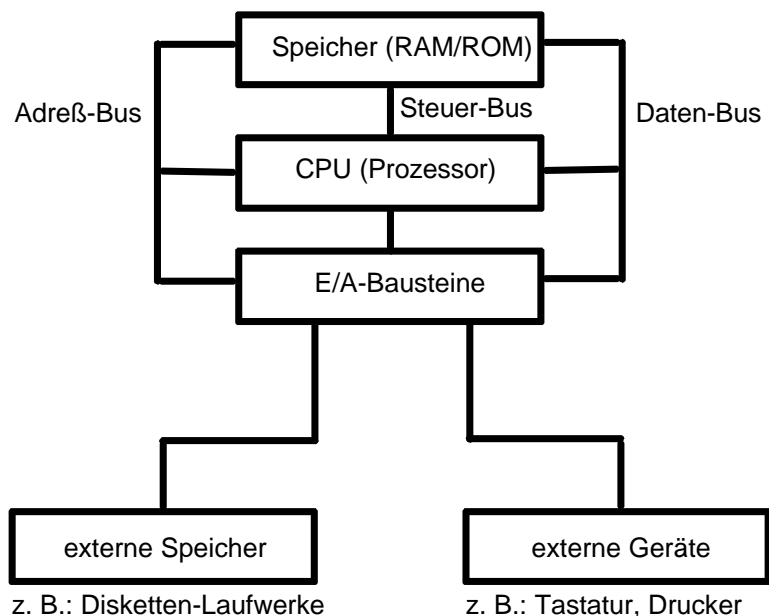 Speicher (RAM/ROM)
Adreß-Bus
Steuer-Bus
Daten-Bus
CPU (Prozessor)
E/A-Bausteine
externe Speicher
externe Geräte
z. B.: Disketten-Laufwerke
z. B.: Tastatur, Drucker